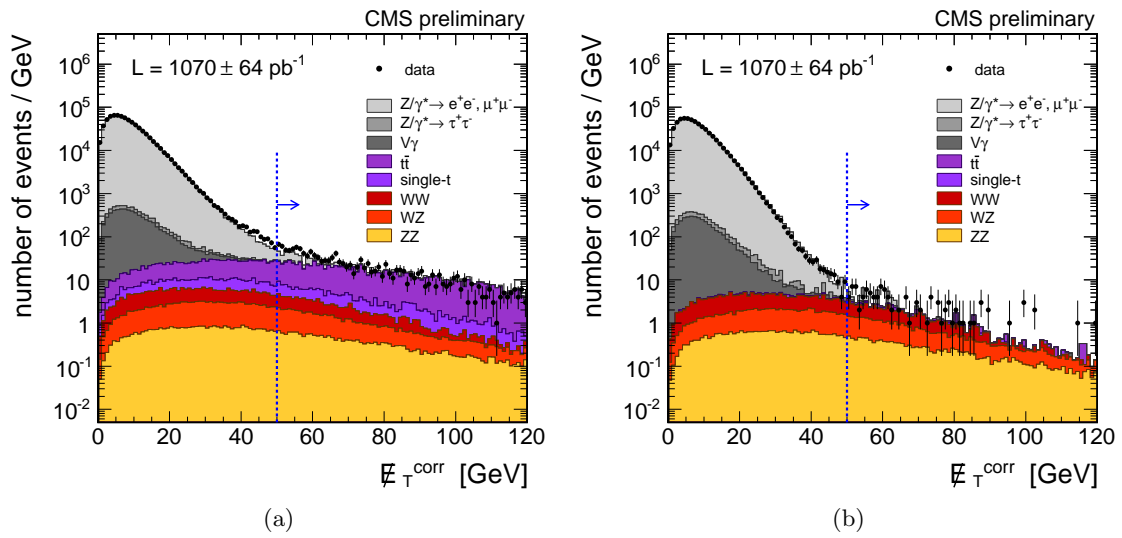 CMS preliminary
L = 1070 ± 64 pb⁻¹
data
Z/γ*→ e⁺e⁻, μ⁺μ⁻
Z/γ*→ τ⁺τ⁻
Vγ
tt̄
single-t
WW
WZ
ZZ
number of events / GeV
10⁶
10⁵
10⁴
10³
10²
10
1
10⁻¹
10⁻²
0 20 40 60 80 100 120
E̸ T corr [GeV]
(a)
CMS preliminary
L = 1070 ± 64 pb⁻¹
data
Z/γ*→ e⁺e⁻, μ⁺μ⁻
Z/γ*→ τ⁺τ⁻
Vγ
tt̄
single-t
WW
WZ
ZZ
number of events / GeV
10⁶
10⁵
10⁴
10³
10²
10
1
10⁻¹
10⁻²
0 20 40 60 80 100 120
E̸ T corr [GeV]
(b)